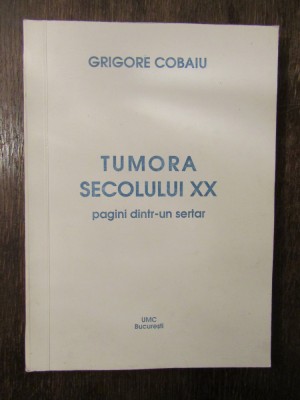 GRIGORE COBAIU
TUMORA
SECOLULUI XX
pagini dintr-un sertar
UMC
Bucuresti